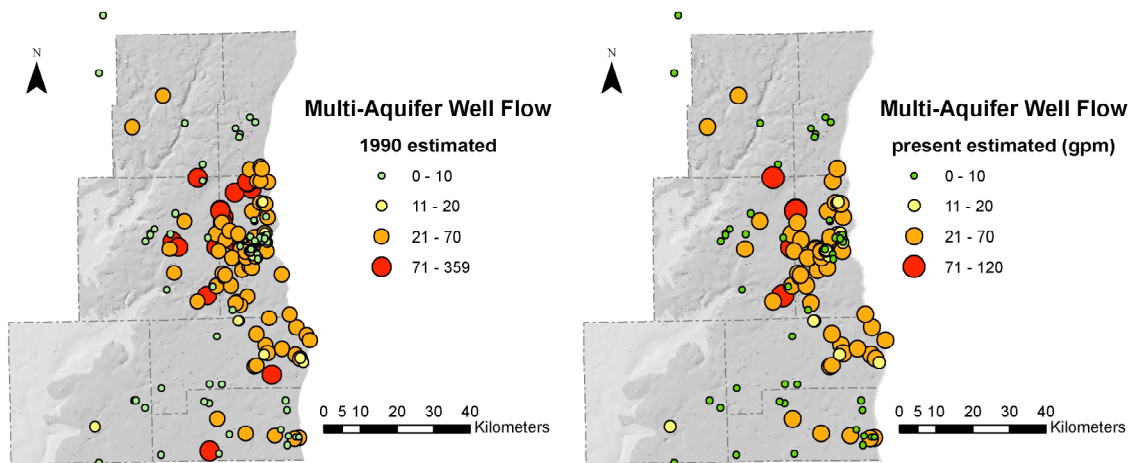 N
Multi-Aquifer Well Flow
1990 estimated
0 - 10
11 - 20
21 - 70
71 - 359
0 5 10 20 30 40
Kilometers
N
Multi-Aquifer Well Flow
present estimated (gpm)
0 - 10
11 - 20
21 - 70
71 - 120
0 5 10 20 30 40
Kilometers